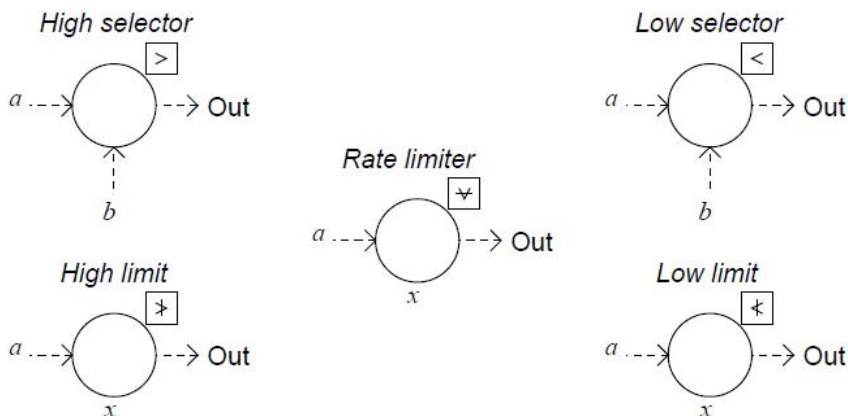 High selector
>
a
Out
b
Low selector
<
a
Out
b
Rate limiter
a
Out
x
High limit
≯
a
Out
x
Low limit
≮
a
Out
x